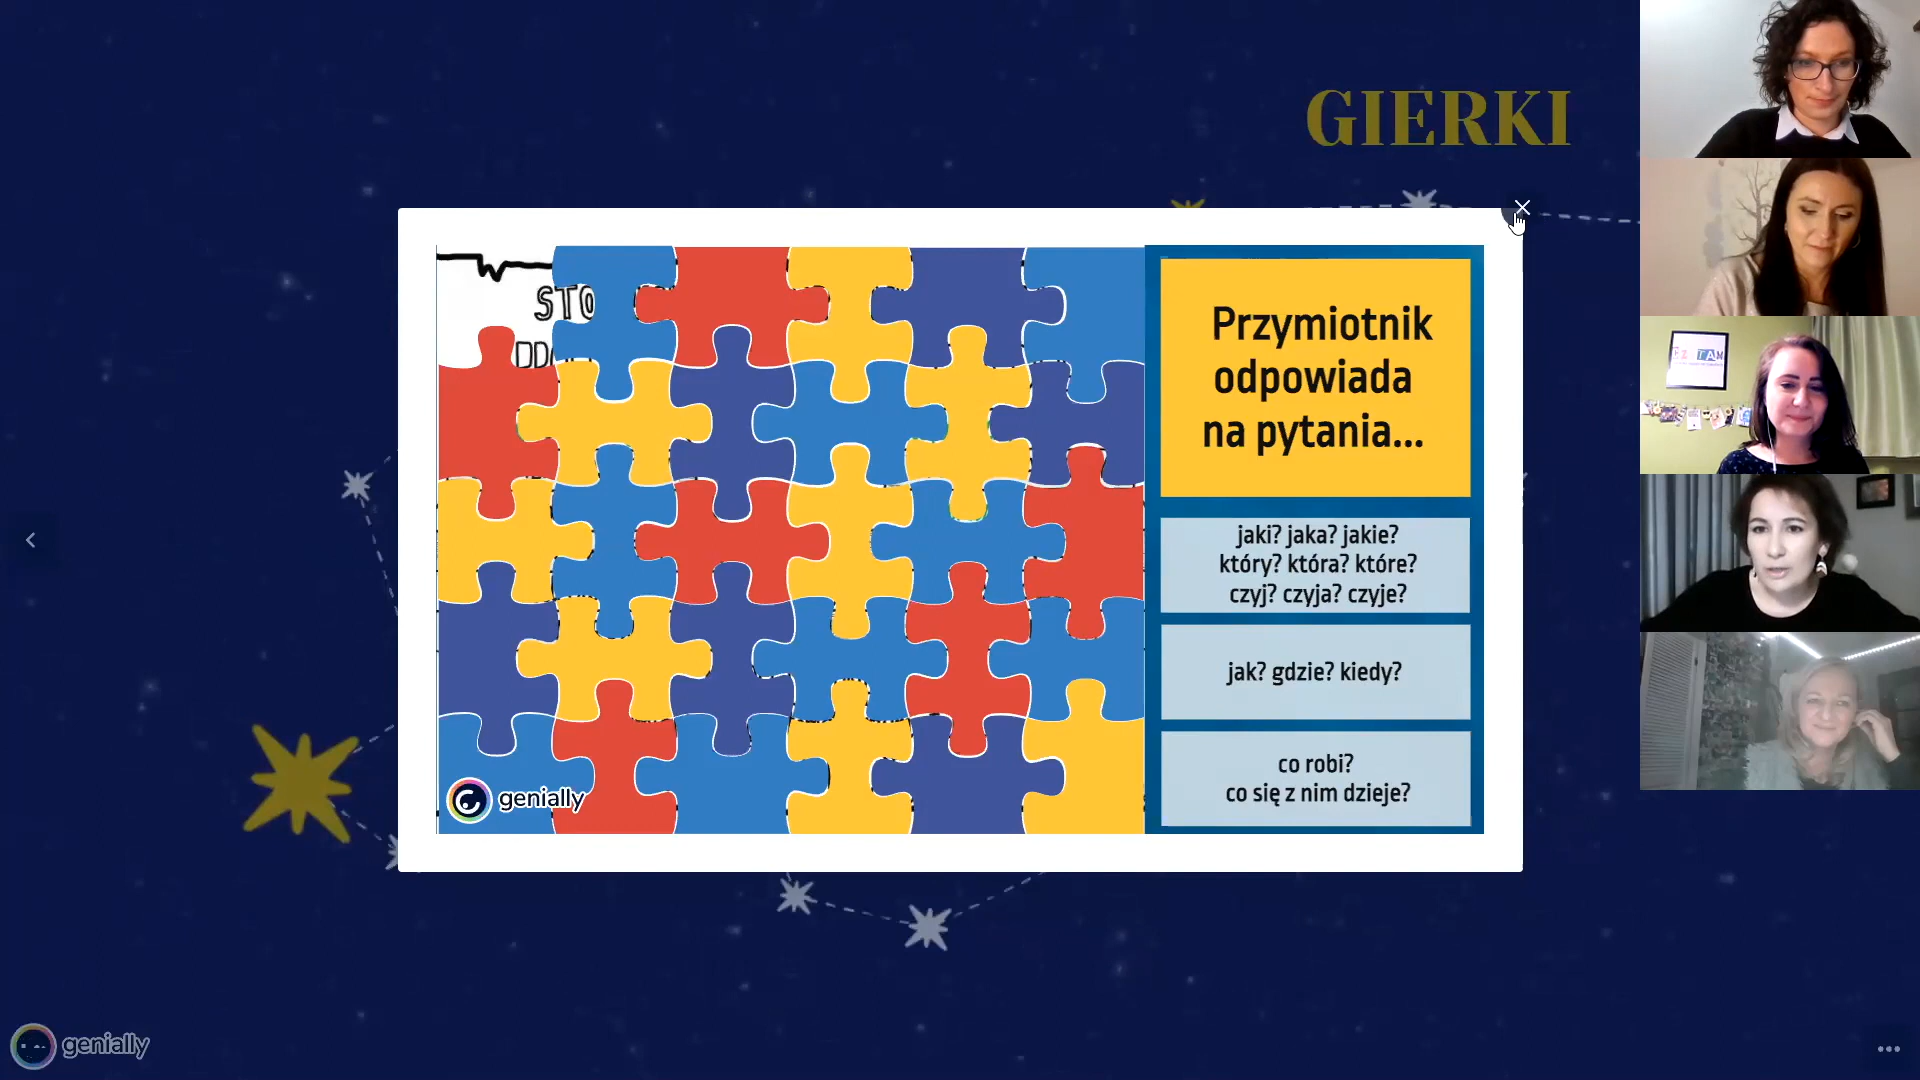 GIERKI
STO
Przymiotnik
odpowiada
na pytania...
jaki? jaka? jakie?
który? która? które?
czyj? czyja? czyje?
jak? gdzie? kiedy?
co robi?
co się z nim dzieje?
genially
genially